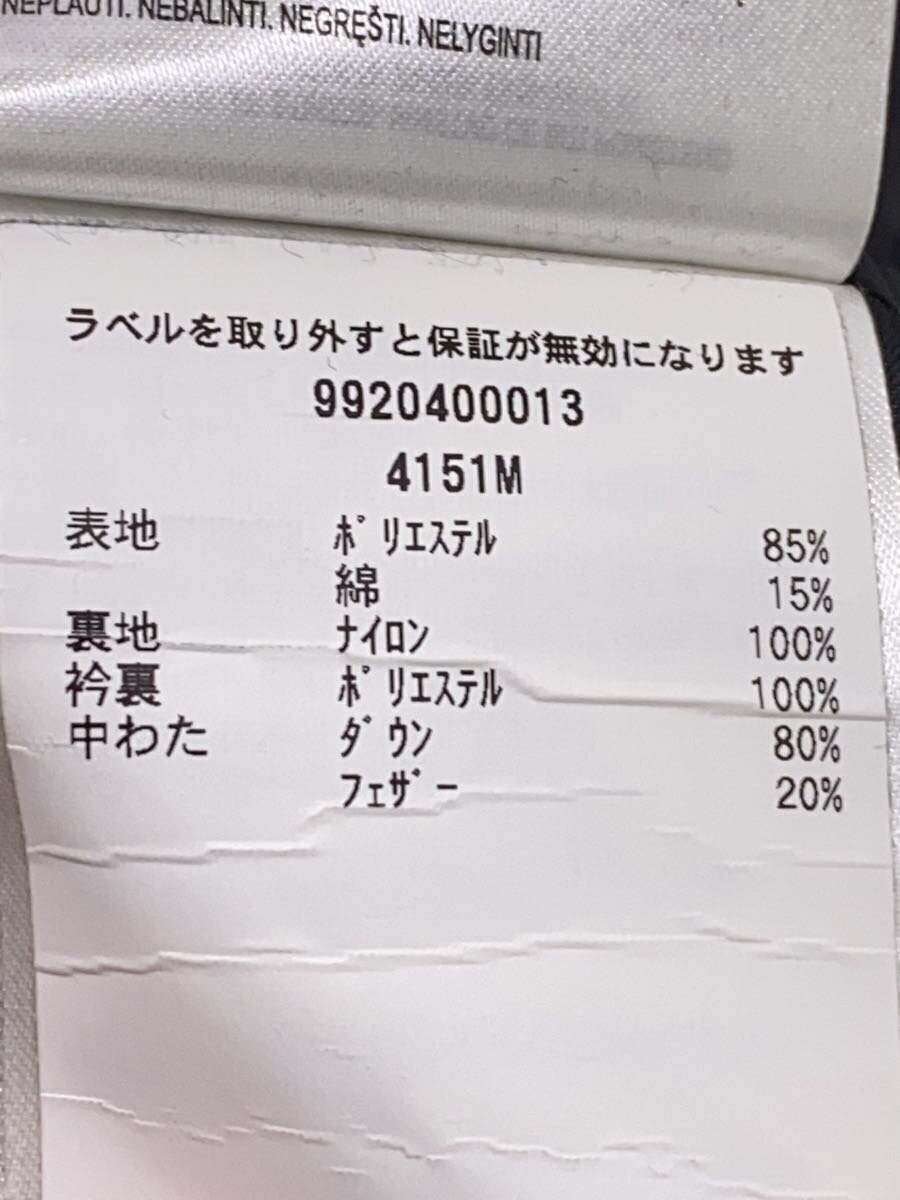 NEPLAUTI. NEBALINTI. NEGRĘŠTI. NELYGINTI
ラベルを取り外すと保証が無効になります
9920400013
4151M
表地 ﾎﾟﾘｴｽﾃﾙ 85%
綿 15%
裏地 ﾅｲﾛﾝ 100%
衿裏 ﾎﾟﾘｴｽﾃﾙ 100%
中わた ﾀﾞｳﾝ 80%
ﾌｪｻﾞｰ 20%